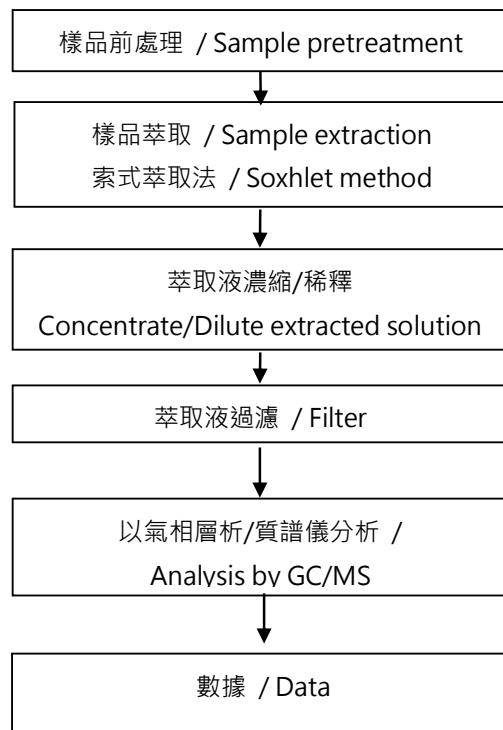 樣品前處理 / Sample pretreatment
樣品萃取 / Sample extraction
索式萃取法 / Soxhlet method
萃取液濃縮/稀釋
Concentrate/Dilute extracted solution
萃取液過濾 / Filter
以氣相層析/質譜儀分析 /
Analysis by GC/MS
數據 / Data